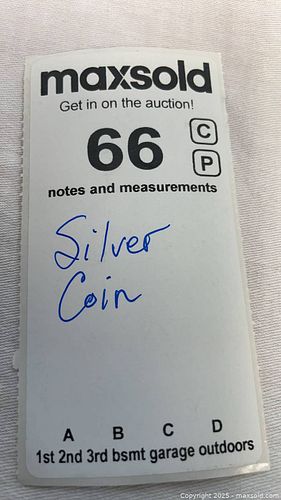 maxsold
Get in on the auction!
66
C
P
notes and measurements
Silver
Coin
A B C D
1st 2nd 3rd bsmt garage outdoors
Copyright 2025 - maxsold.com